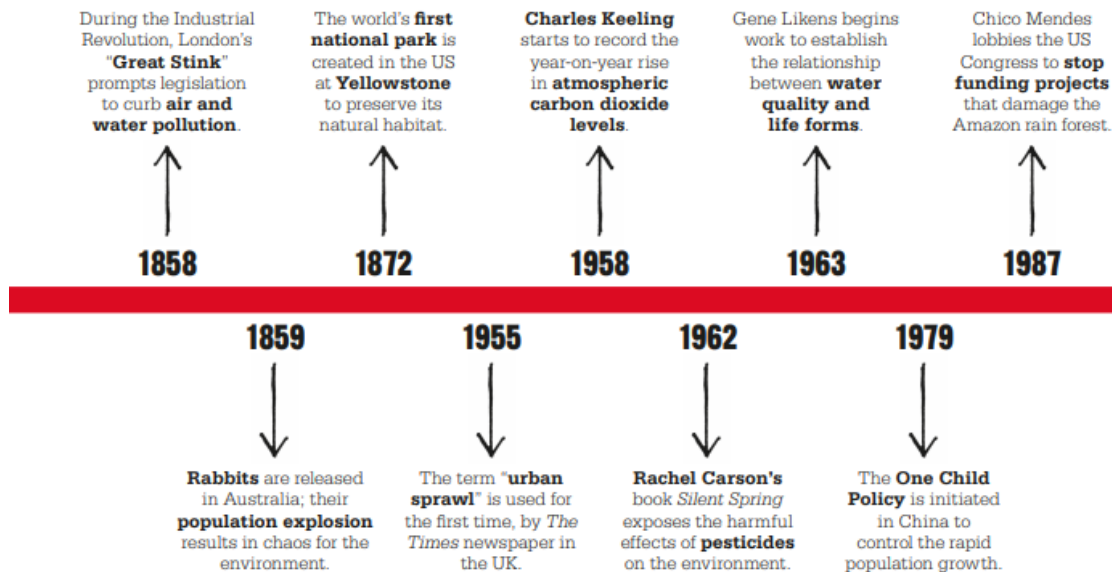 During the Industrial
Revolution, London's
"Great Stink"
prompts legislation
to curb air and
water pollution.
1858
Rabbits are released
in Australia; their
population explosion
results in chaos for the
environment.
1859
The world's first
national park is
created in the US
at Yellowstone
to preserve its
natural habitat.
1872
The term "urban
sprawl" is used for
the first time, by The
Times newspaper in
the UK.
1955
Charles Keeling
starts to record the
year-on-year rise
in atmospheric
carbon dioxide
levels.
1958
Rachel Carson's
book Silent Spring
exposes the harmful
effects of pesticides
on the environment.
1962
Gene Likens begins
work to establish
the relationship
between water
quality and
life forms.
1963
The One Child
Policy is initiated
in China to
control the rapid
population growth.
1979
Chico Mendes
lobbies the US
Congress to stop
funding projects
that damage the
Amazon rain forest.
1987